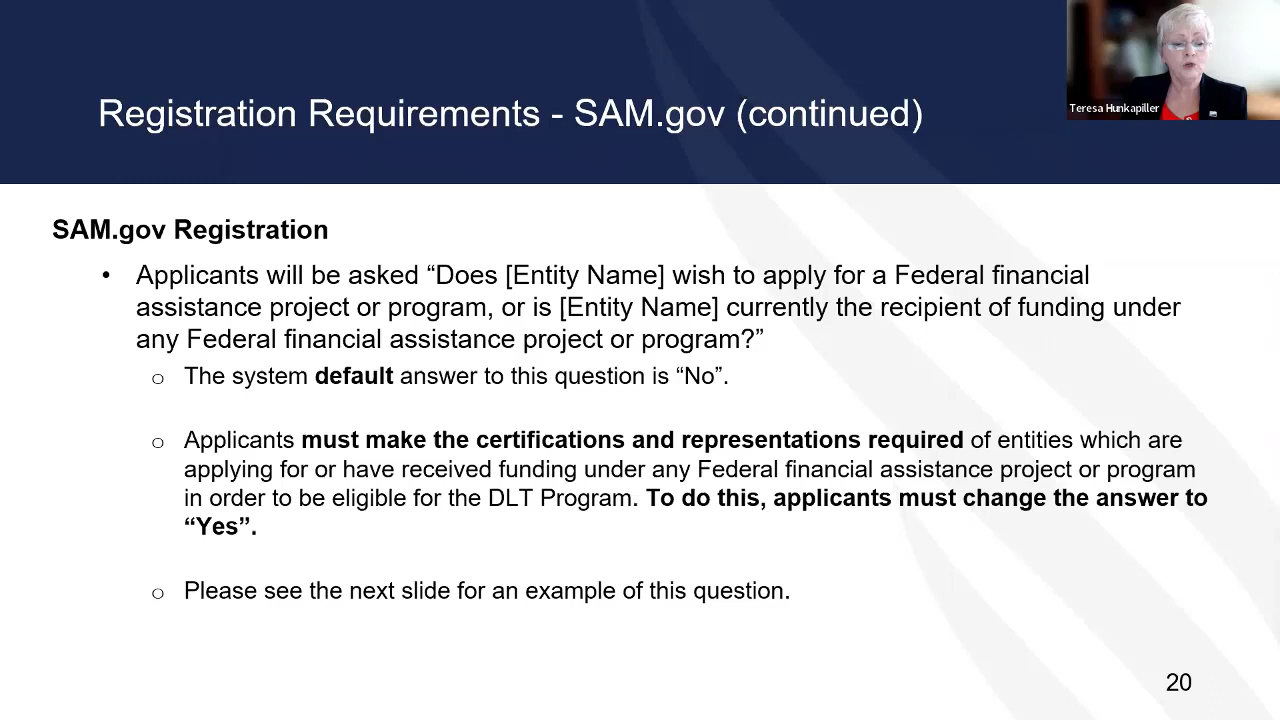 Teresa Hunkapiller
Registration Requirements - SAM.gov (continued)
SAM.gov Registration
• Applicants will be asked “Does [Entity Name] wish to apply for a Federal financial
assistance project or program, or is [Entity Name] currently the recipient of funding under
any Federal financial assistance project or program?”
o The system default answer to this question is “No”.
o Applicants must make the certifications and representations required of entities which are
applying for or have received funding under any Federal financial assistance project or program
in order to be eligible for the DLT Program. To do this, applicants must change the answer to
“Yes”.
o Please see the next slide for an example of this question.
20